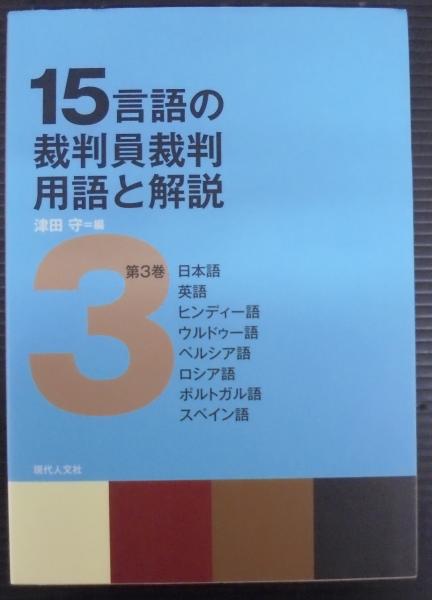 15言語の
裁判員裁判
用語と解説
津田 守=編
3
第3巻 日本語
英語
ヒンディー語
ウルドゥー語
ペルシア語
ロシア語
ポルトガル語
スペイン語
現代人文社